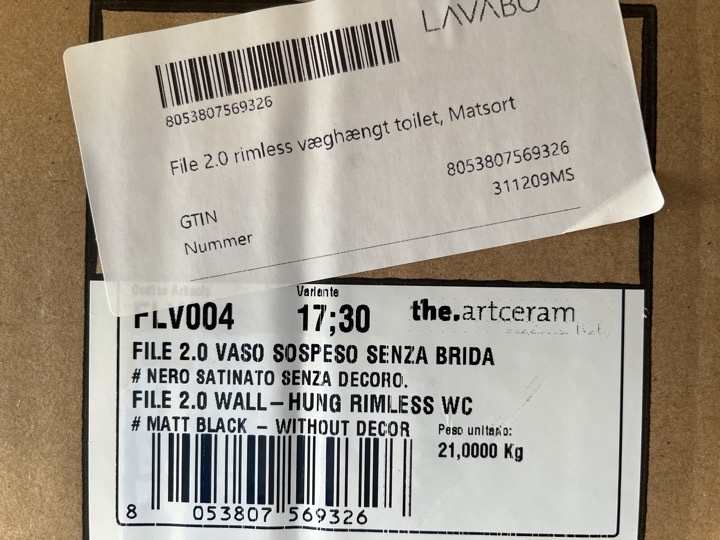 LAVABO
8053807569326
File 2.0 rimless væghængt toilet, Matsort
GTIN 8053807569326
Nummer 311209MS
Codice Articolo Variante
FLV004 17;30 the.artceram
FILE 2.0 VASO SOSPESO SENZA BRIDA
# NERO SATINATO SENZA DECORO.
FILE 2.0 WALL-HUNG RIMLESS WC
# MATT BLACK - WITHOUT DECOR Peso unitario:
21,0000 Kg
8 053807 569326